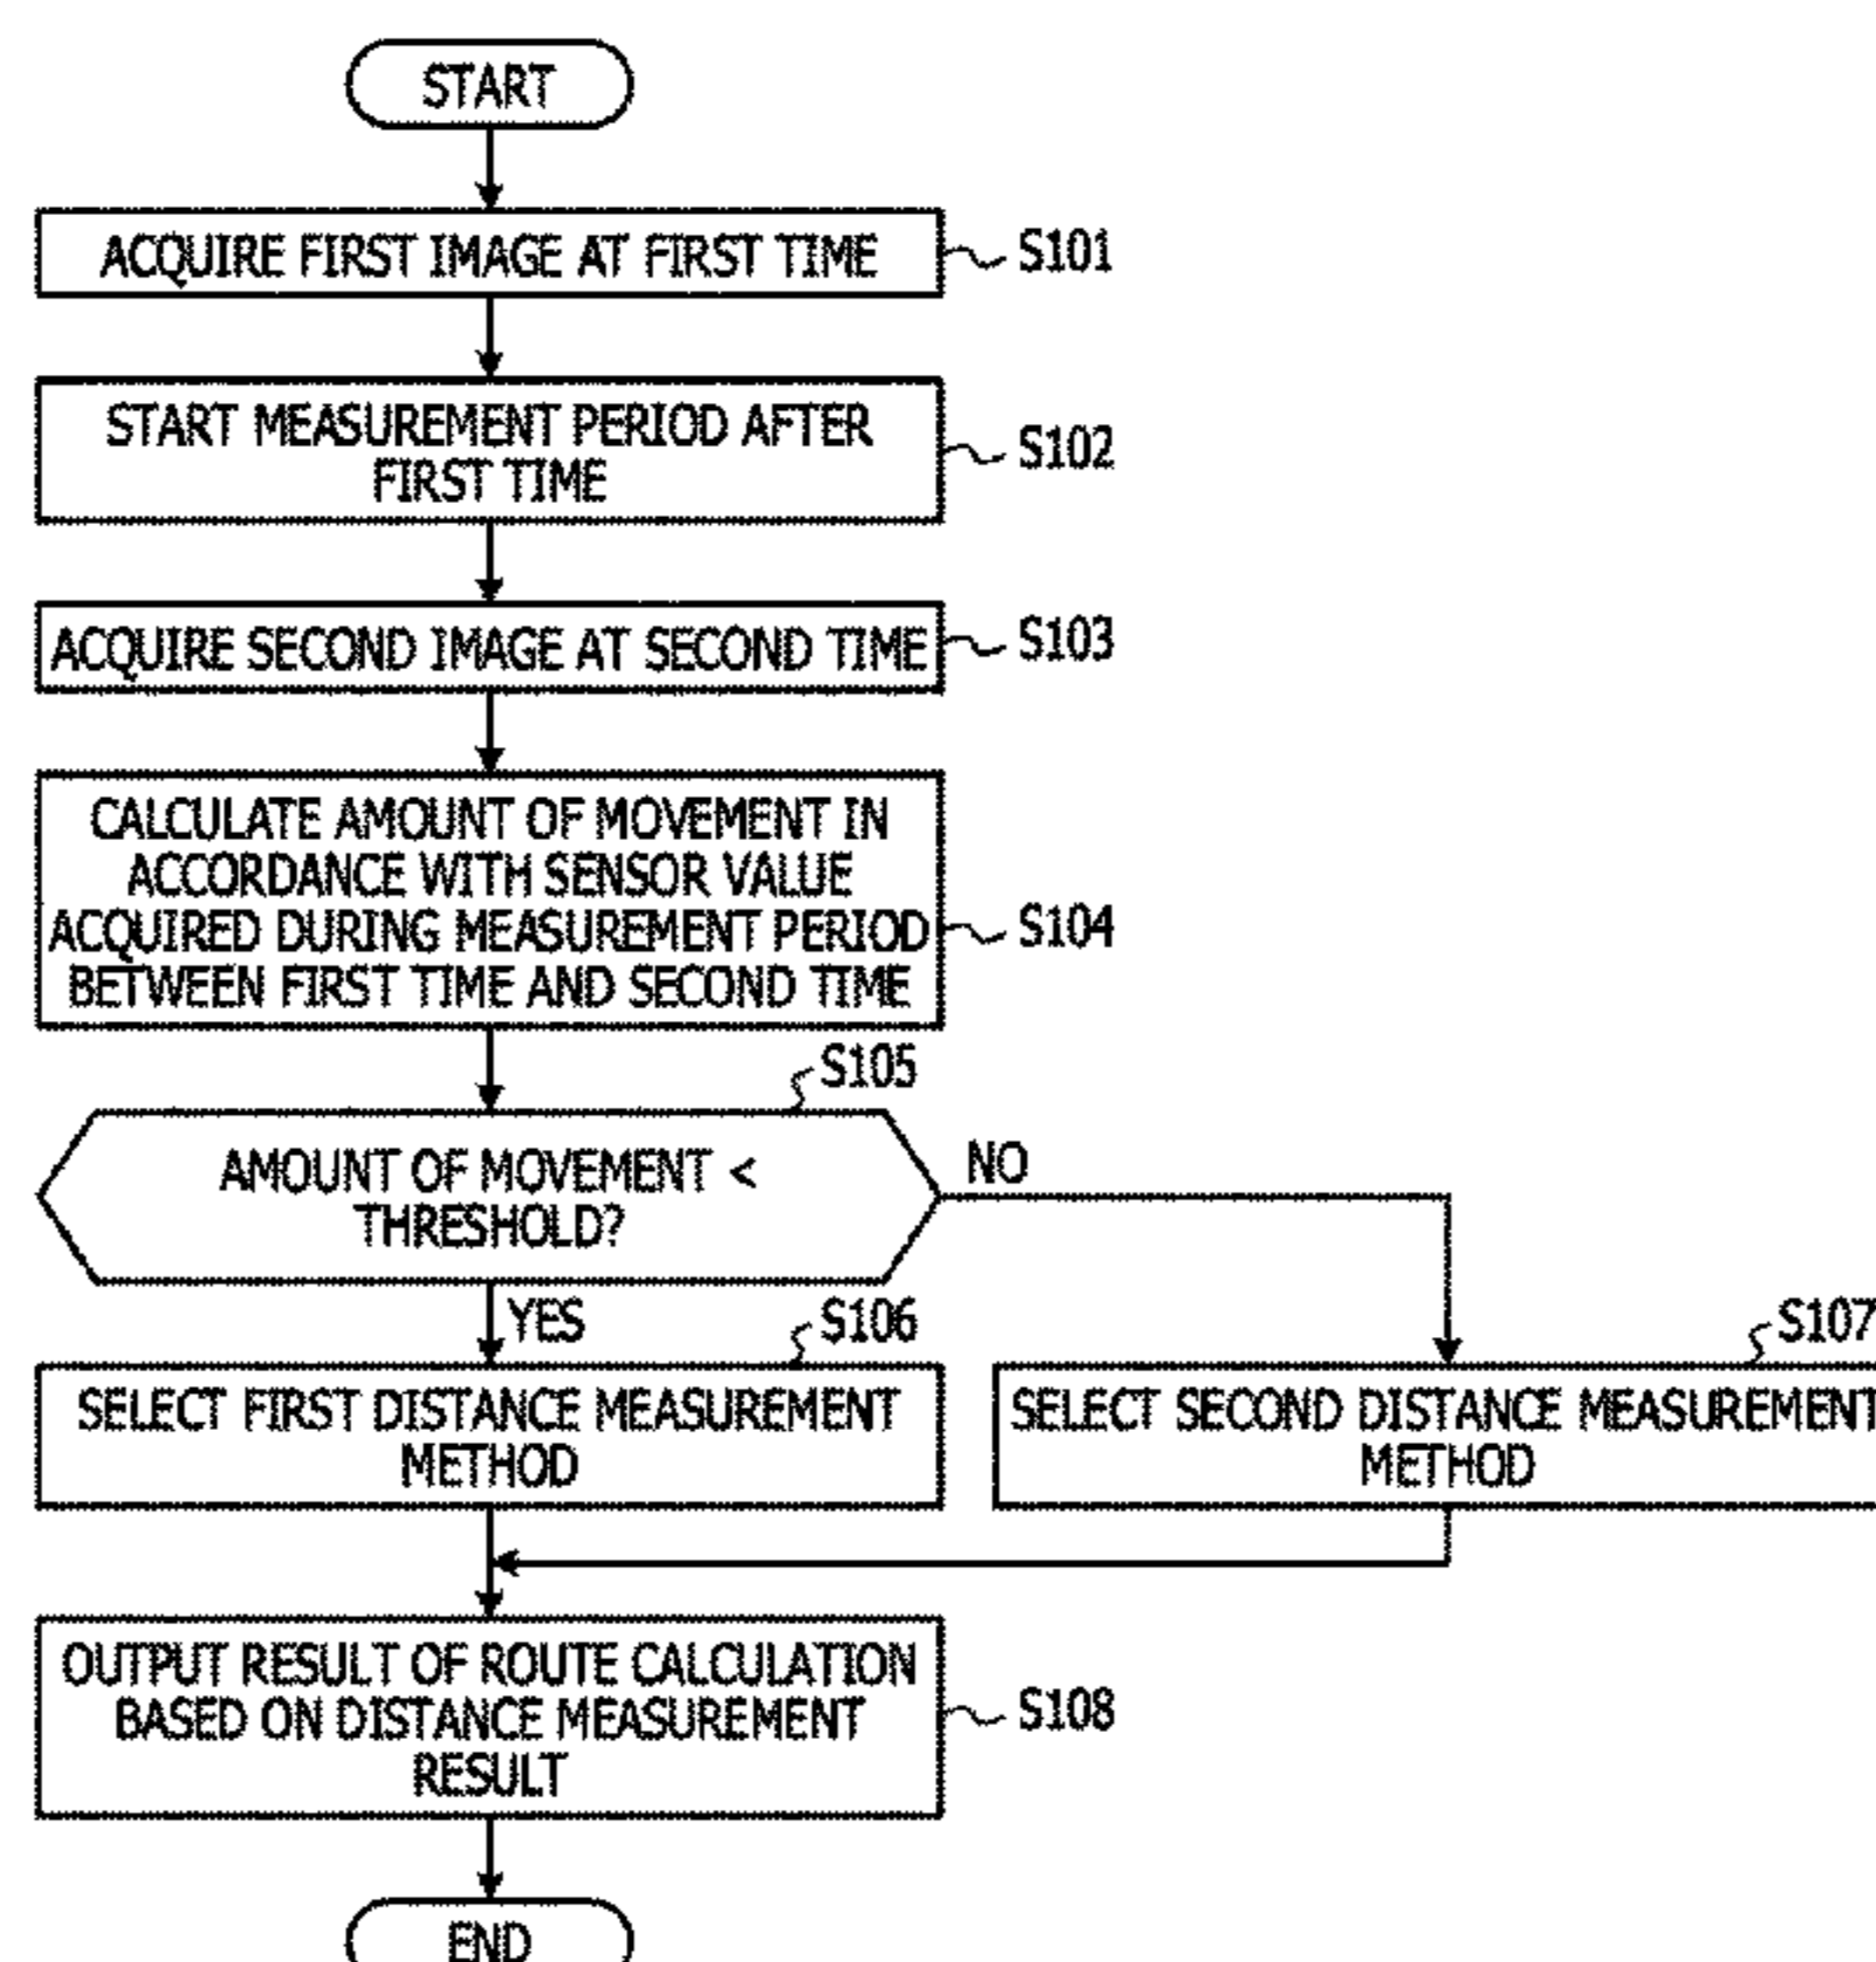 START
ACQUIRE FIRST IMAGE AT FIRST TIME
S101
START MEASUREMENT PERIOD AFTER
FIRST TIME
S102
ACQUIRE SECOND IMAGE AT SECOND TIME
S103
CALCULATE AMOUNT OF MOVEMENT IN
ACCORDANCE WITH SENSOR VALUE
ACQUIRED DURING MEASUREMENT PERIOD
BETWEEN FIRST TIME AND SECOND TIME
S104
S105
AMOUNT OF MOVEMENT <
THRESHOLD?
NO
YES
S106
SELECT FIRST DISTANCE MEASUREMENT
METHOD
S107
SELECT SECOND DISTANCE MEASUREMENT
METHOD
OUTPUT RESULT OF ROUTE CALCULATION
BASED ON DISTANCE MEASUREMENT
RESULT
S108
END